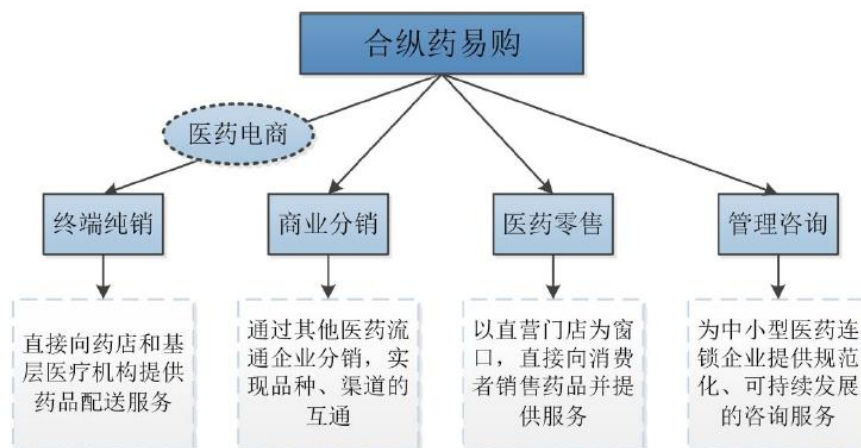 合纵药易购
医药电商
终端纯销
商业分销
医药零售
管理咨询
直接向药店和基
层医疗机构提供
药品配送服务
通过其他医药流
通企业分销，实
现品种、渠道的
互通
以直营门店为窗
口，直接向消费
者销售药品并提
供服务
为中小型医药连
锁企业提供规范
化、可持续发展
的咨询服务